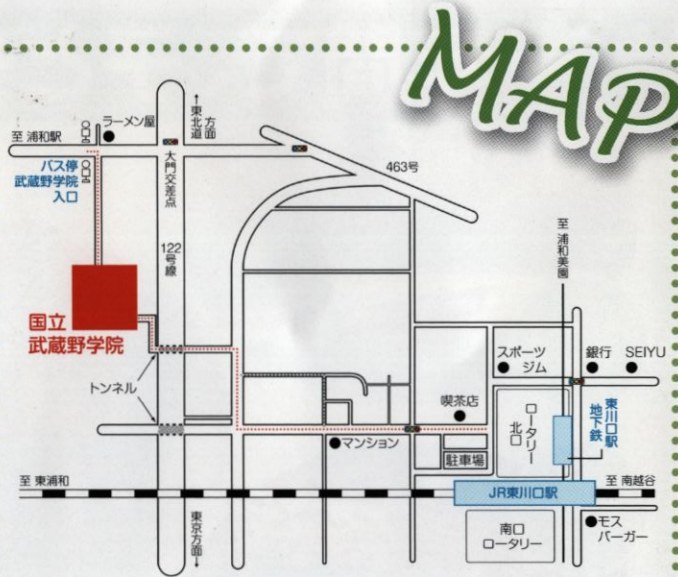 MAP
至 浦和駅
ラーメン屋
←東北道方面
バス停
武蔵野学院
入口
大門交差点
463号
122
号線
至 浦和美園
国立
武蔵野学院
トンネル
スポーツ
ジム
銀行
SEIYU
喫茶店
北口
ロータリー
東川口駅
地下鉄
マンション
駐車場
至 東浦和
JR東川口駅
至 南越谷
東京方面→
南口
ロータリー
モス
バーガー